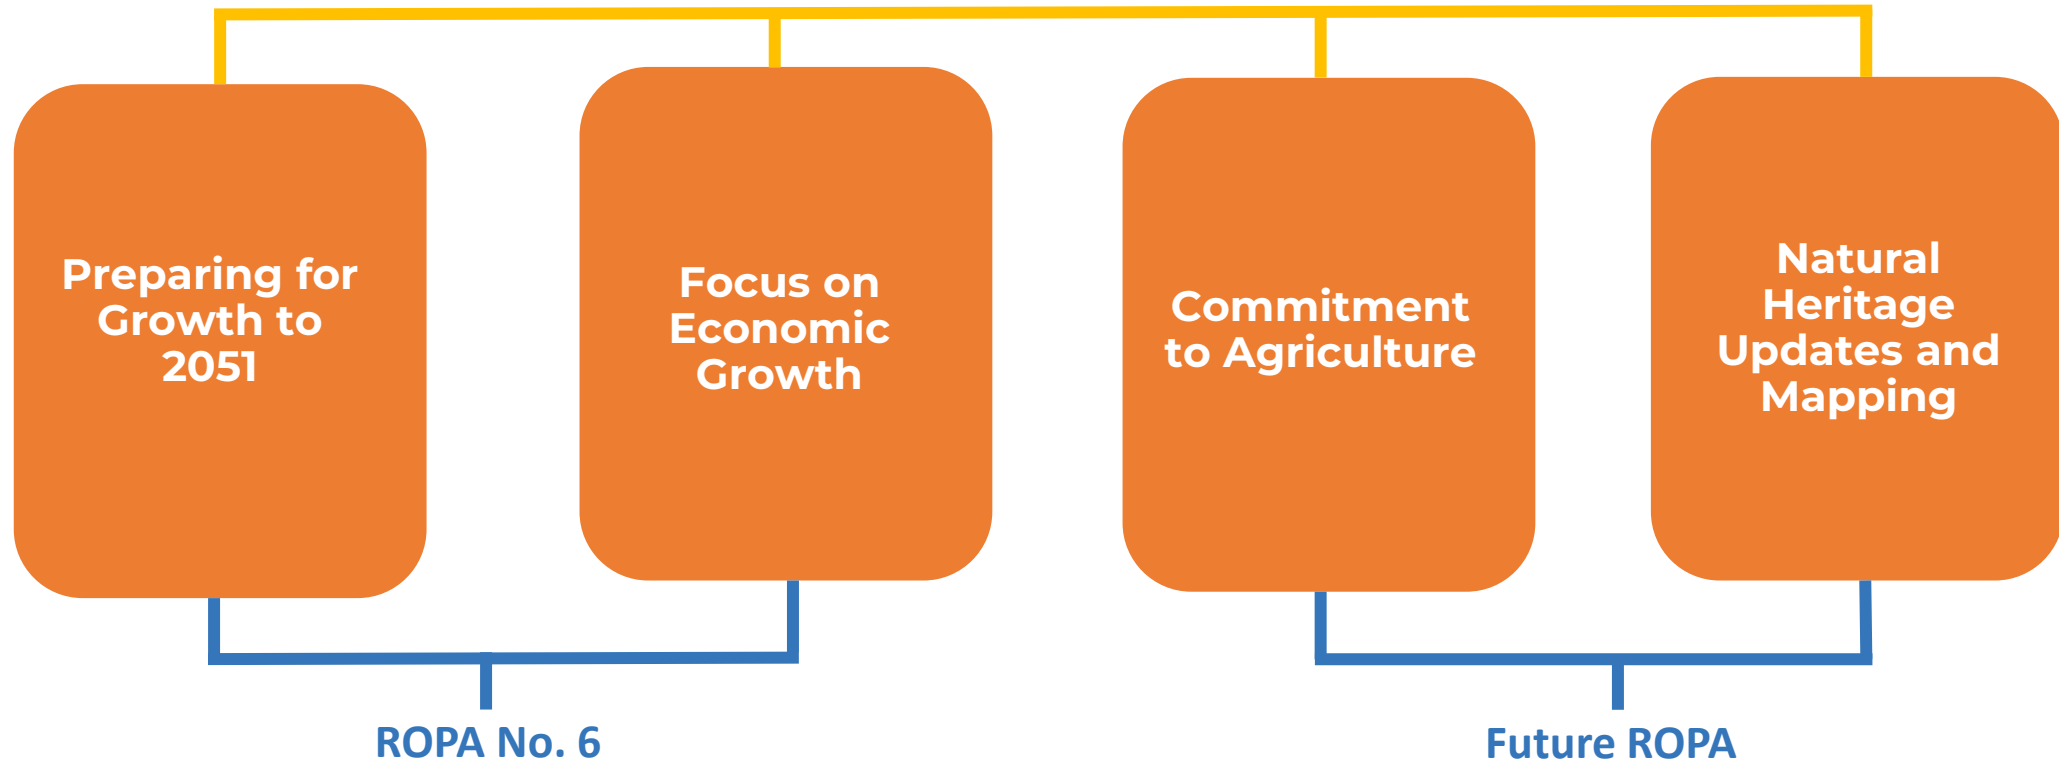 Preparing for
Growth to
2051
Focus on
Economic
Growth
Commitment
to Agriculture
Natural
Heritage
Updates and
Mapping
ROPA No. 6
Future ROPA